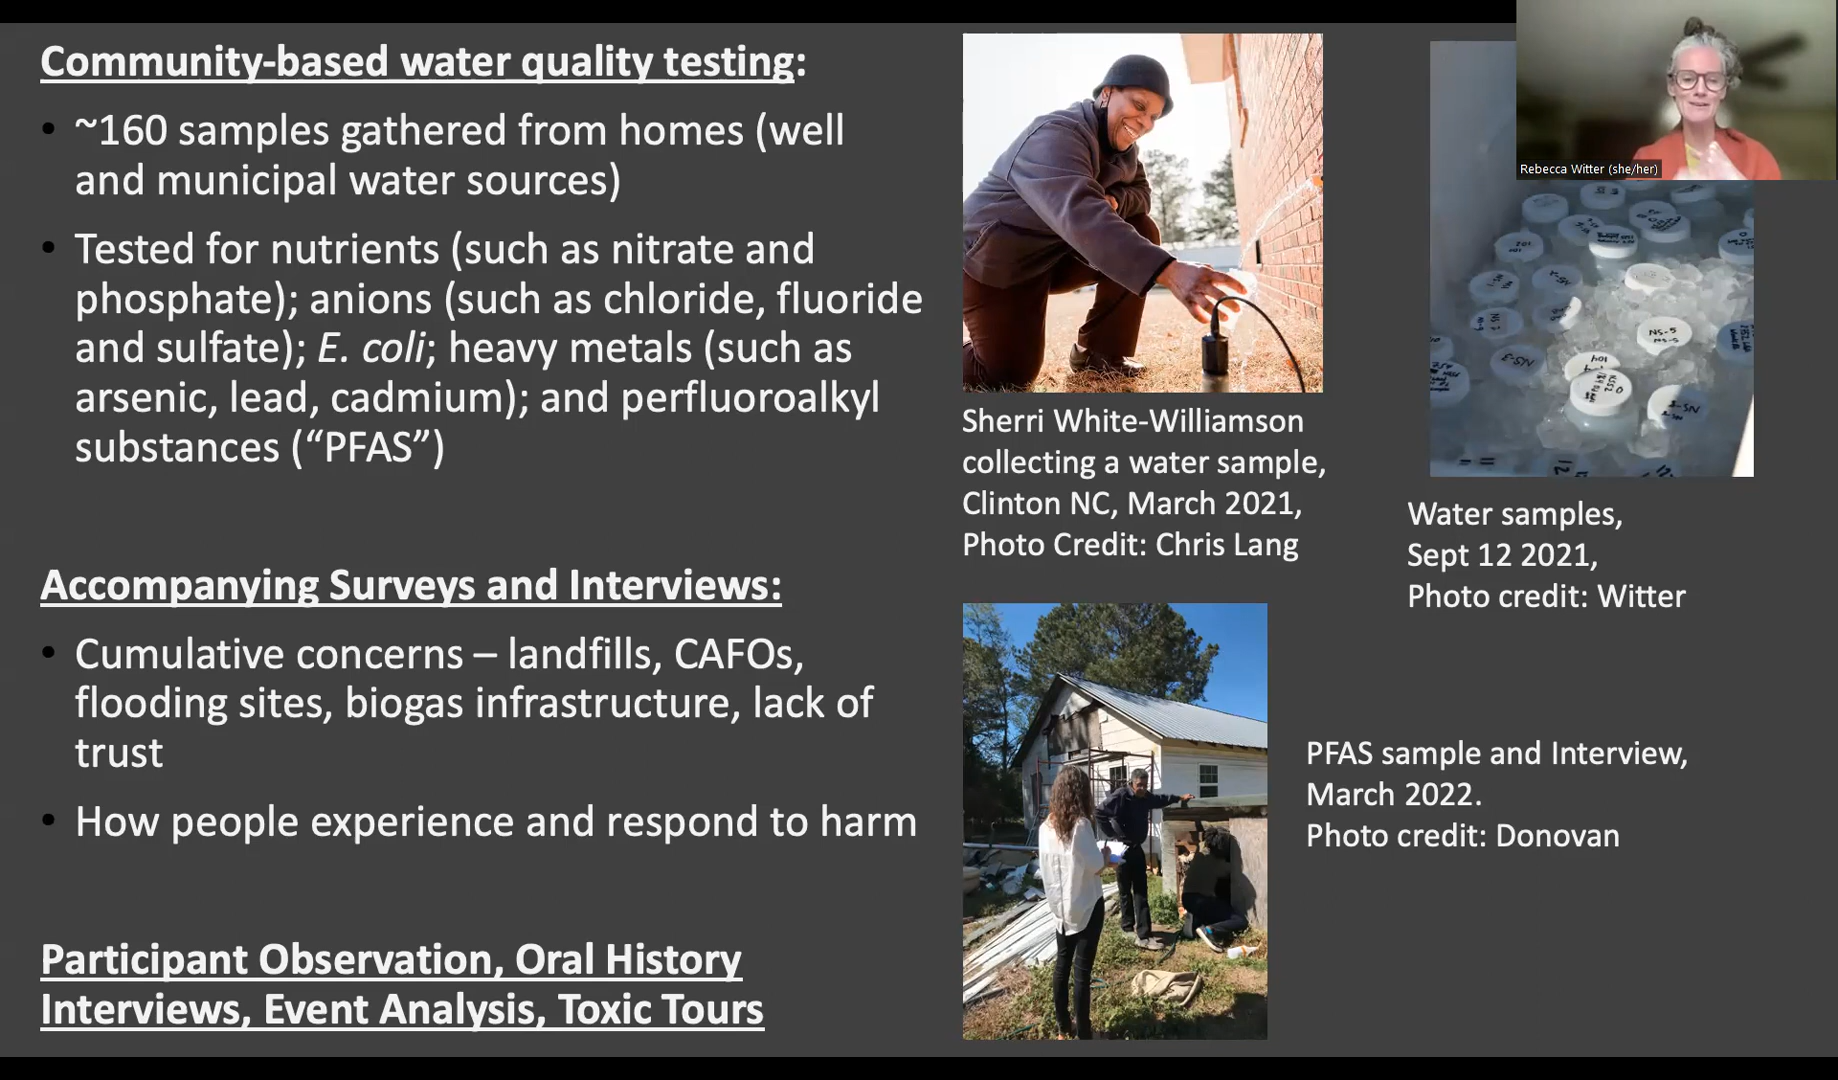 Community-based water quality testing:
• ~160 samples gathered from homes (well
and municipal water sources)
• Tested for nutrients (such as nitrate and
phosphate); anions (such as chloride, fluoride
and sulfate); E. coli; heavy metals (such as
arsenic, lead, cadmium); and perfluoroalkyl
substances (“PFAS”)
Accompanying Surveys and Interviews:
• Cumulative concerns – landfills, CAFOs,
flooding sites, biogas infrastructure, lack of
trust
• How people experience and respond to harm
Participant Observation, Oral History
Interviews, Event Analysis, Toxic Tours
Sherri White-Williamson
collecting a water sample,
Clinton NC, March 2021,
Photo Credit: Chris Lang
Rebecca Witter (she/her)
NS-5
NS-3
104
Water samples,
Sept 12 2021,
Photo credit: Witter
PFAS sample and Interview,
March 2022.
Photo credit: Donovan